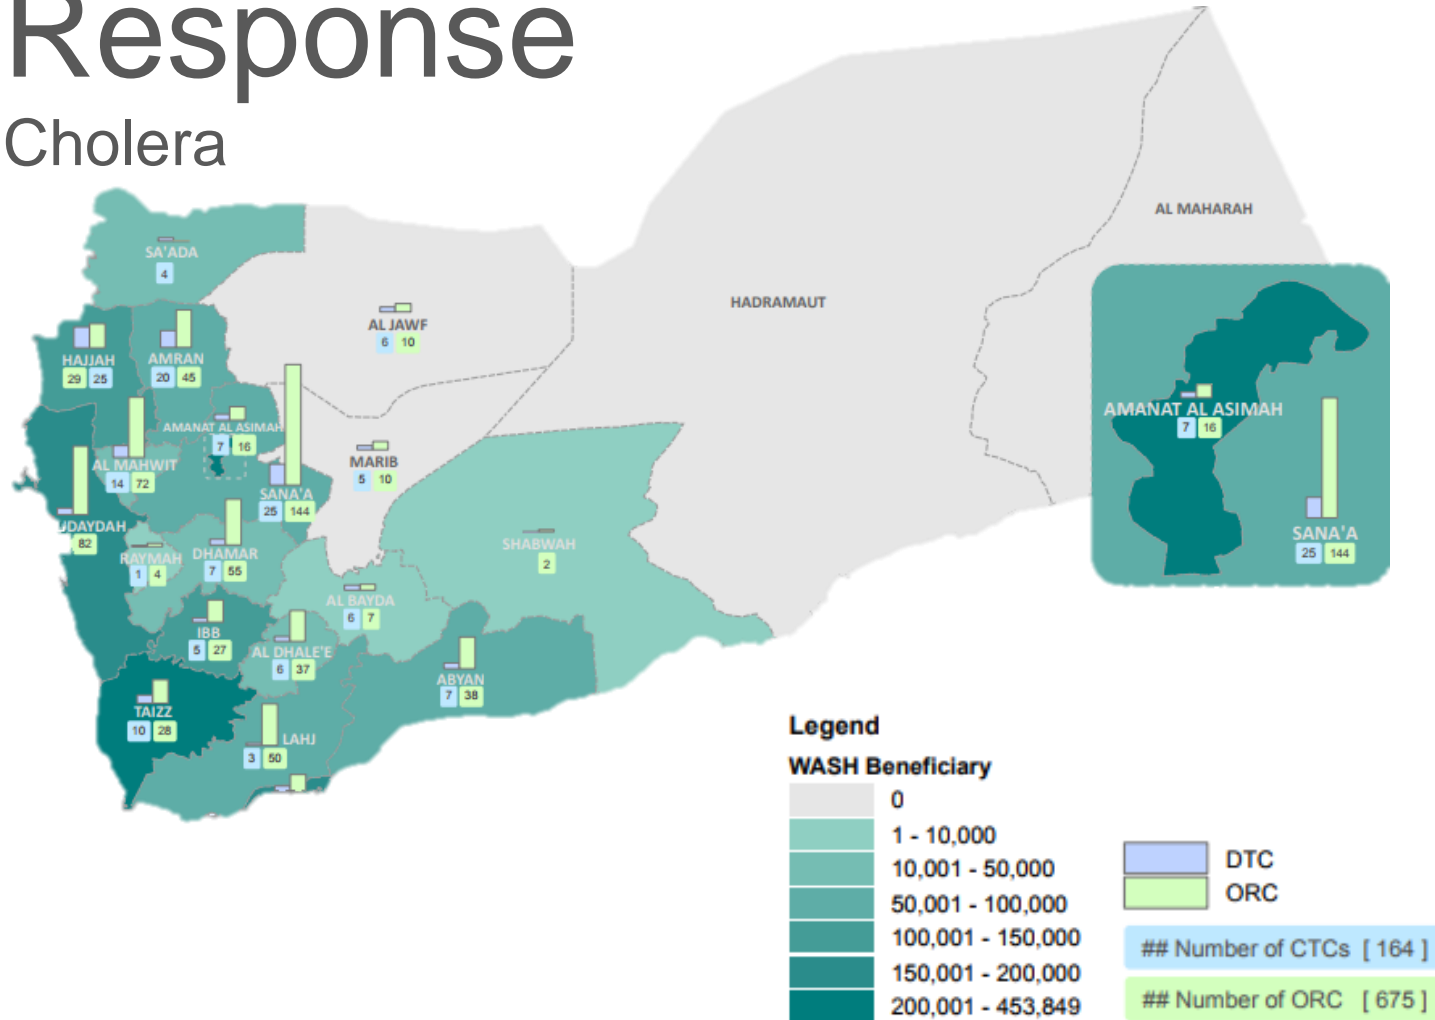 Response
Cholera
SA'ADA
4
AL MAHARAH
HADRAMAUT
AL JAWF
6 10
HAJJAH
29 25
AMRAN
20 45
AMANAT AL ASIMAH
7 16
AMANAT AL ASIMAH
7 16
MARIB
5 10
AL MAHWIT
14 72
SANA'A
25 144
SANA'A
25 144
UDAYDAH
82
RAYMAH
1 4
DHAMAR
7 55
SHABWAH
2
AL BAYDA
6 7
IBB
5 27
AL DHALE'E
6 37
ABYAN
7 38
TAIZZ
10 28
LAHJ
3 50
Legend
WASH Beneficiary
0
1 - 10,000
10,001 - 50,000
50,001 - 100,000
100,001 - 150,000
150,001 - 200,000
200,001 - 453,849
DTC
ORC
## Number of CTCs [ 164 ]
## Number of ORC [ 675 ]